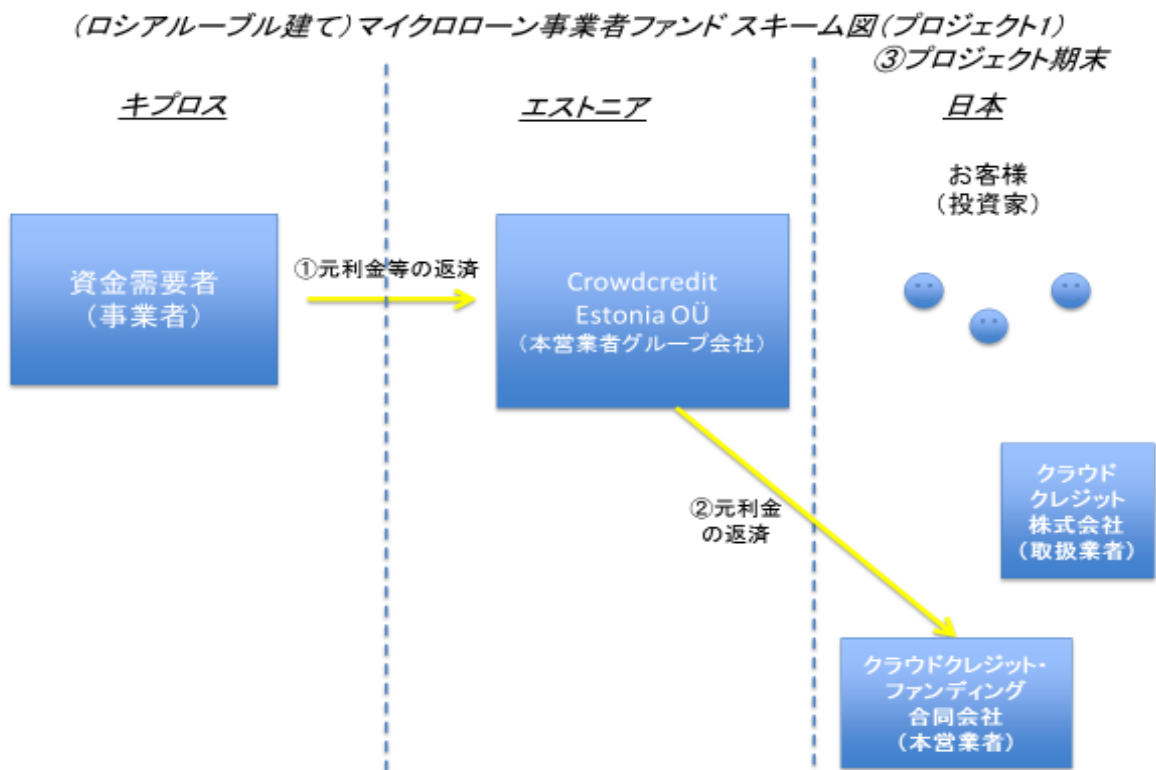 (ロシアルーブル建て)マイクロローン事業者ファンド スキーム図(プロジェクト1)
③プロジェクト期末
キプロス
エストニア
日本
お客様
(投資家)
資金需要者
(事業者)
①元利金等の返済
Crowdcredit
Estonia OÜ
(本営業者グループ会社)
②元利金
の返済
クラウド
クレジット
株式会社
(取扱業者)
クラウドクレジット・
ファンディング
合同会社
(本営業者)